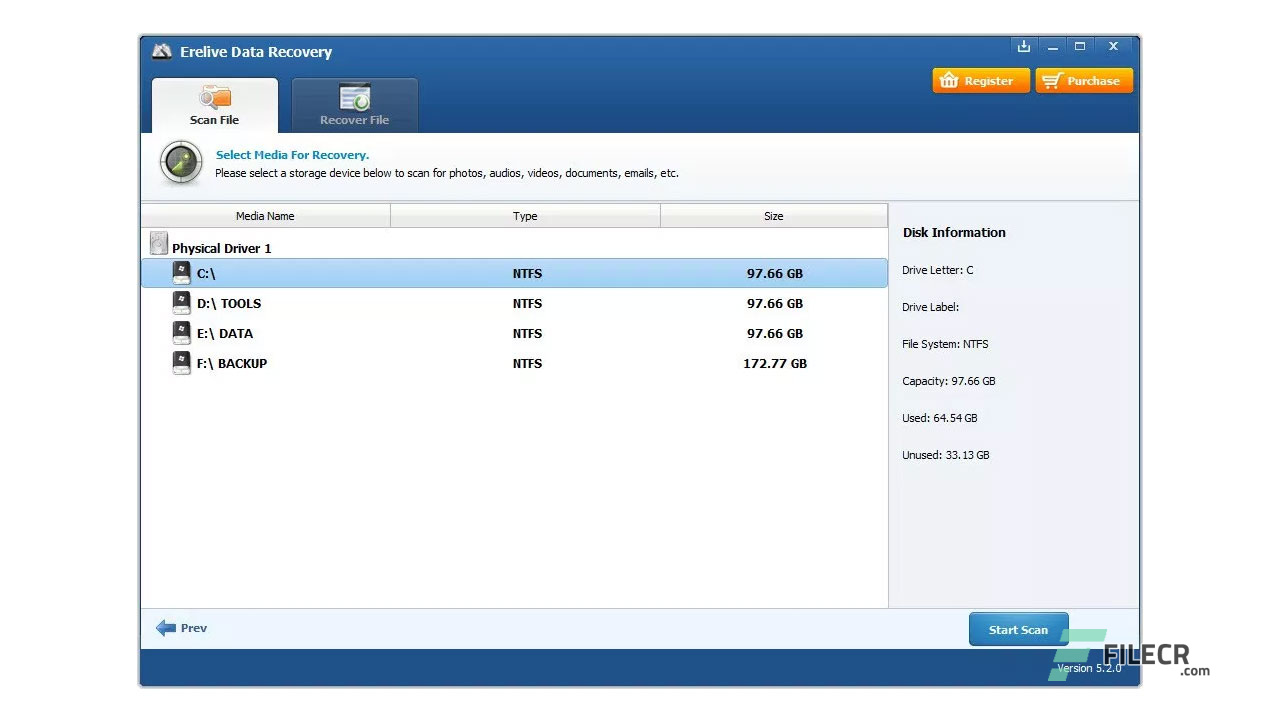 Erelive Data Recovery
Register
Purchase
Scan File
Recover File
Select Media For Recovery.
Please select a storage device below to scan for photos, audios, videos, documents, emails, etc.
Media Name Type Size
Physical Driver 1
C:\ NTFS 97.66 GB
D:\ TOOLS NTFS 97.66 GB
E:\ DATA NTFS 97.66 GB
F:\ BACKUP NTFS 172.77 GB
Disk Information
Drive Letter: C
Drive Label:
File System: NTFS
Capacity: 97.66 GB
Used: 64.54 GB
Unused: 33.13 GB
Prev
Start Scan
FILECR
.com
Version 5.2.0